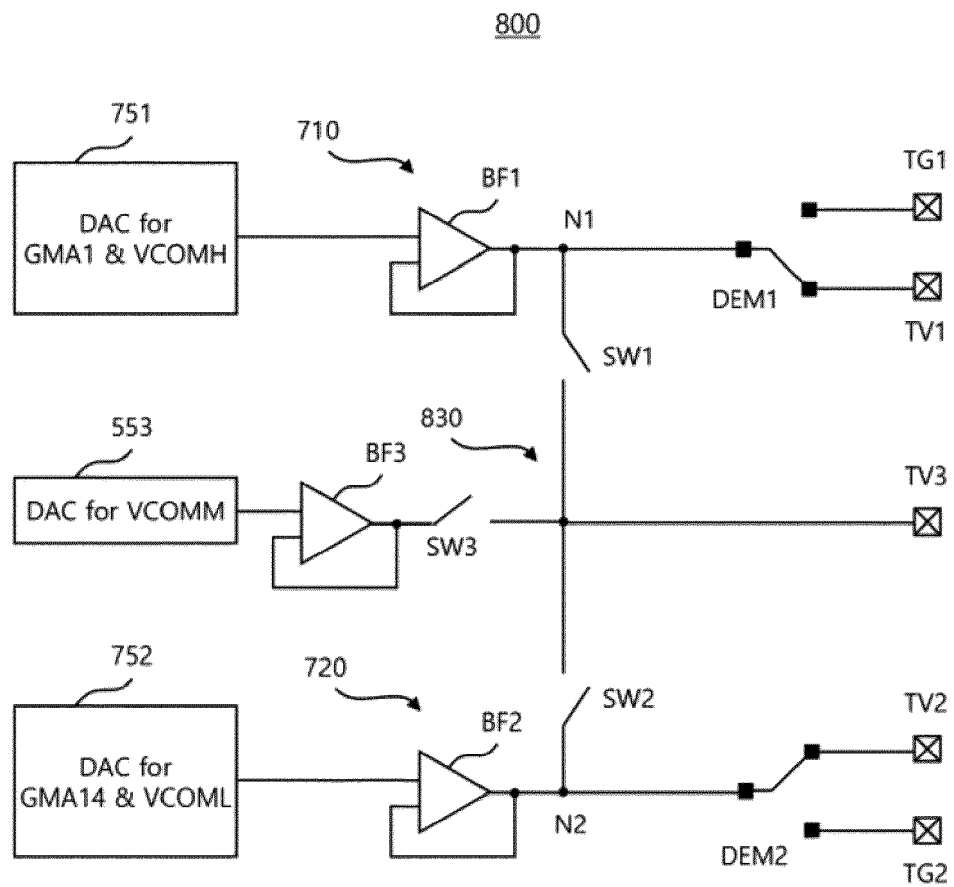 800
751
710
DAC for
GMA1 & VCOMH
BF1
N1
TG1
DEM1
TV1
SW1
553
830
BF3
DAC for VCOMM
SW3
TV3
752
720
DAC for
GMA14 & VCOML
BF2
SW2
N2
TV2
DEM2
TG2